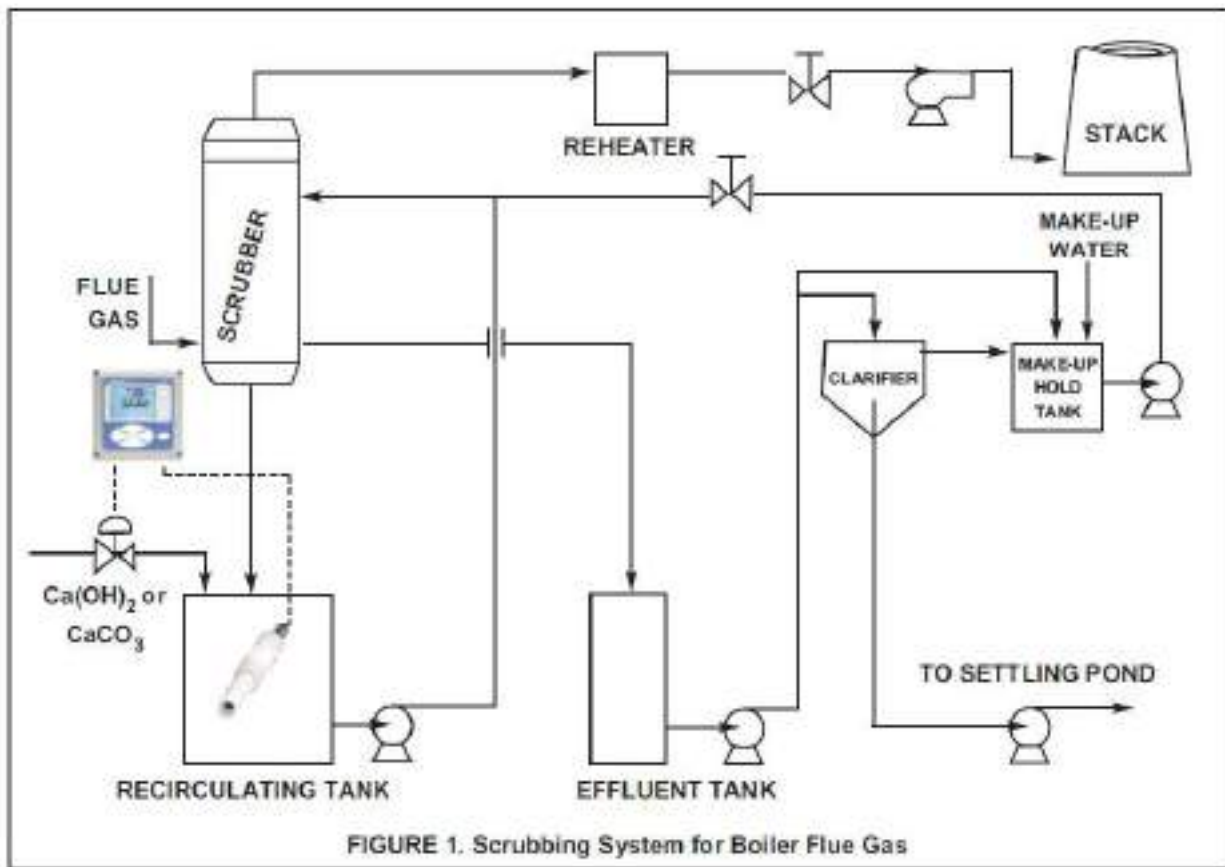 REHEATER
STACK
SCRUBBER
FLUE
GAS
MAKE-UP
WATER
CLARIFIER
MAKE-UP
HOLD
TANK
Ca(OH)₂ or
CaCO₃
TO SETTLING POND
RECIRCULATING TANK
EFFLUENT TANK
FIGURE 1. Scrubbing System for Boiler Flue Gas